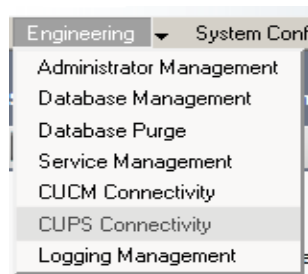 Engineering System Conf
Administrator Management
Database Management
Database Purge
Service Management
CUCM Connectivity
CUPS Connectivity
Logging Management